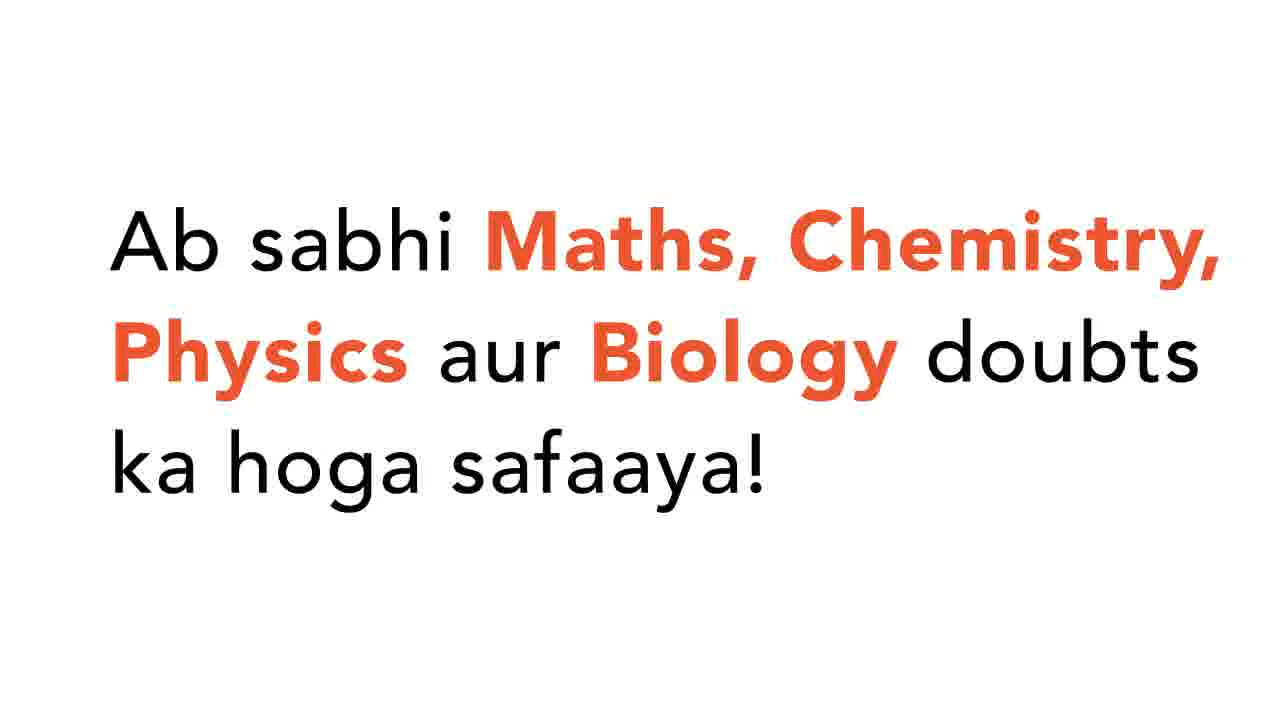 Ab sabhi Maths, Chemistry,
Physics aur Biology doubts
ka hoga safaaya!